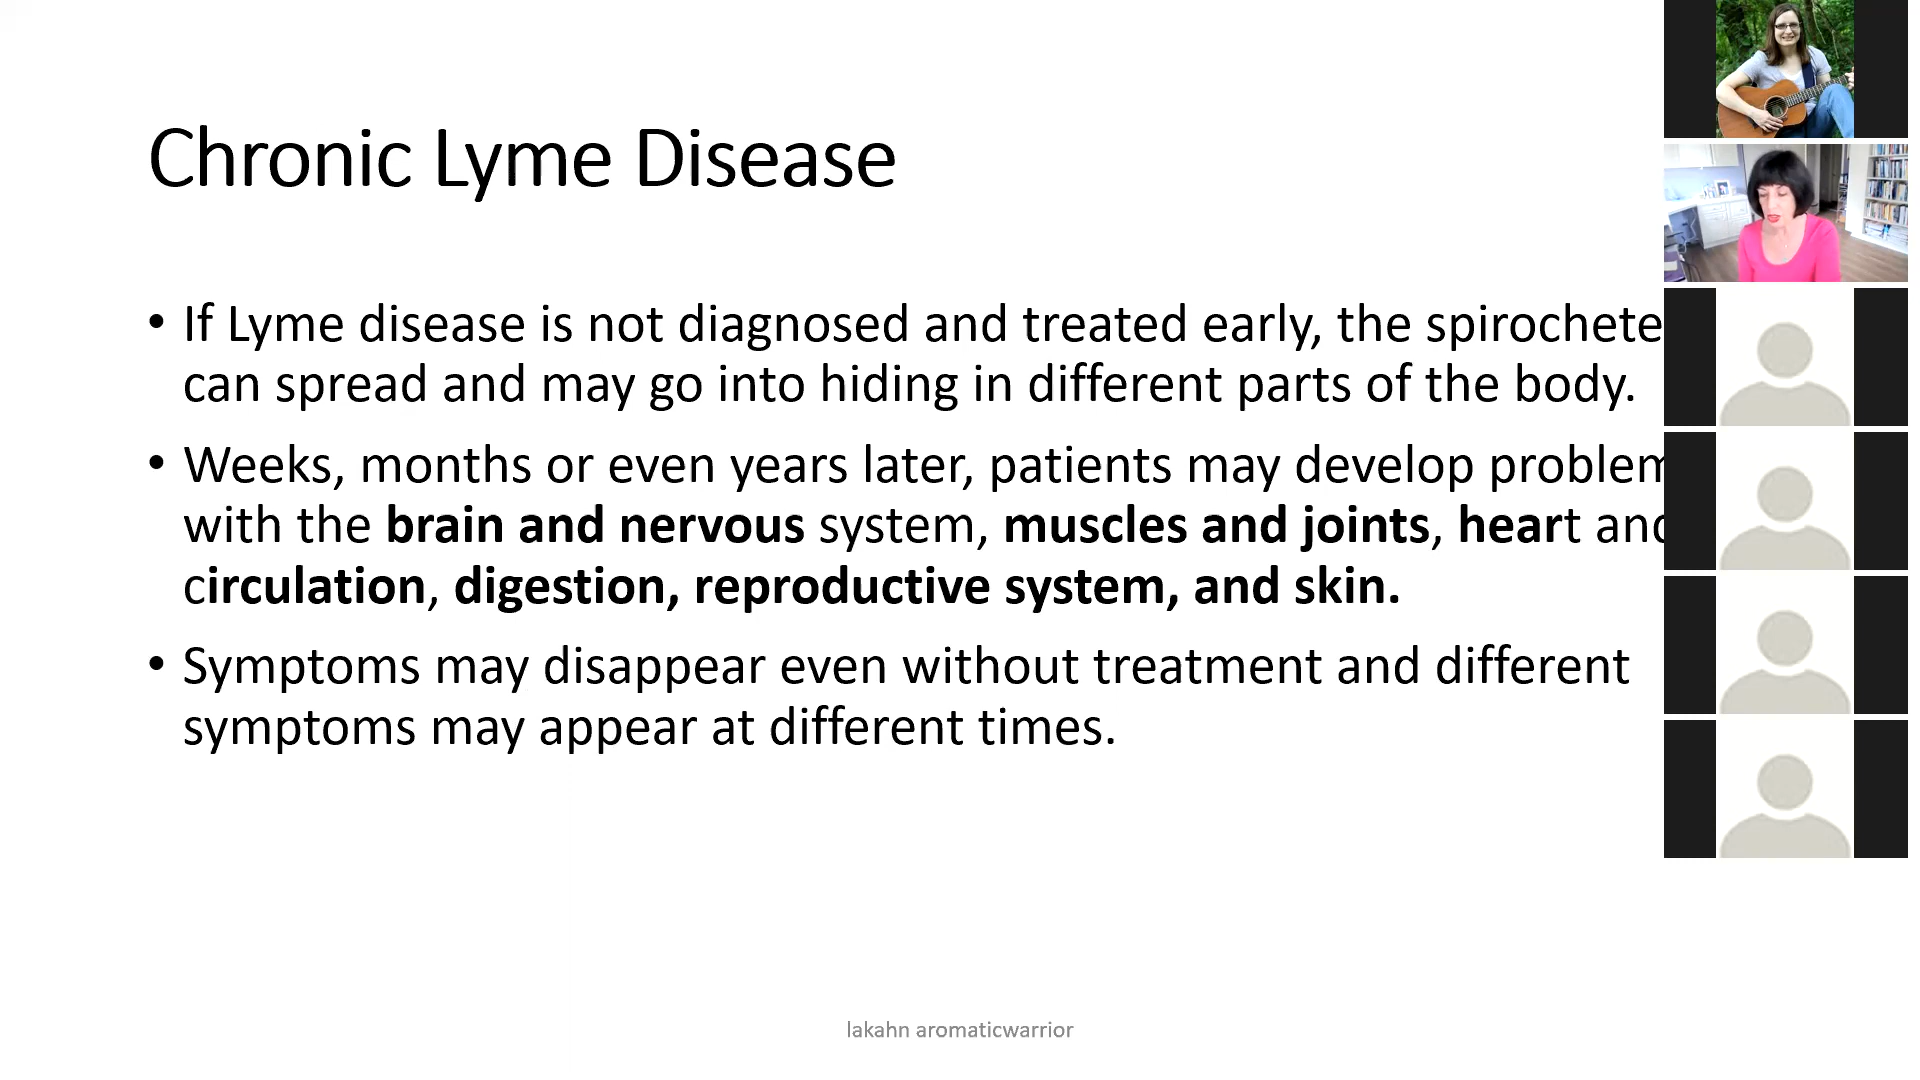 Chronic Lyme Disease
• If Lyme disease is not diagnosed and treated early, the spirochete
can spread and may go into hiding in different parts of the body.
• Weeks, months or even years later, patients may develop problem
with the brain and nervous system, muscles and joints, heart and
circulation, digestion, reproductive system, and skin.
• Symptoms may disappear even without treatment and different
symptoms may appear at different times.
lakahn aromaticwarrior